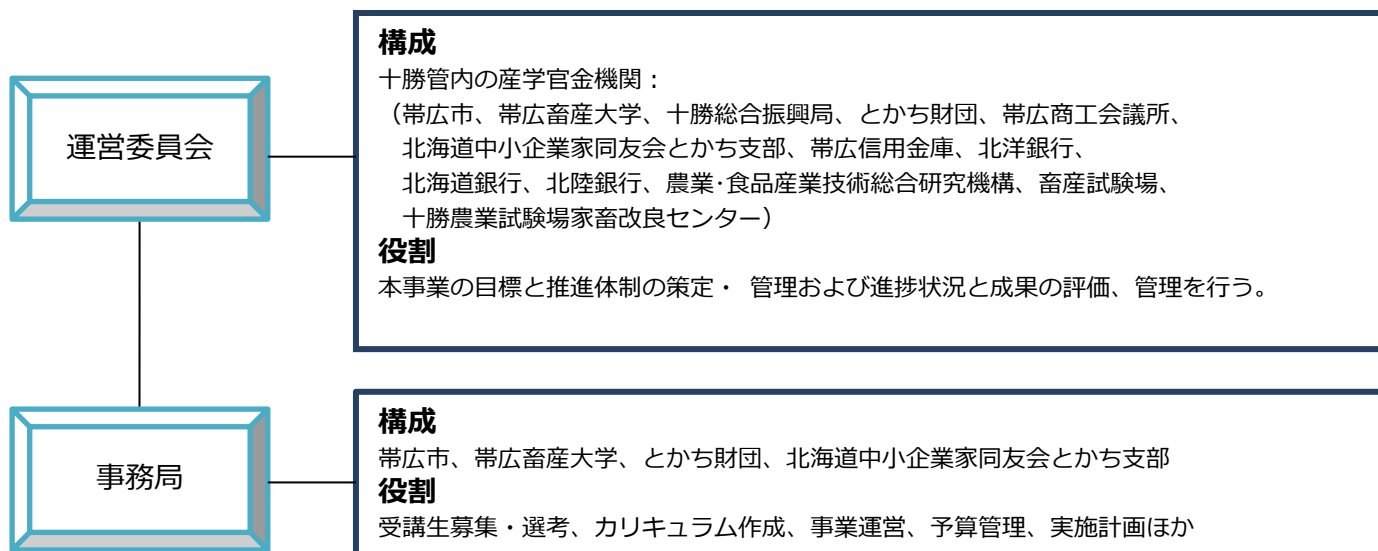 運営委員会
構成
十勝管内の産学官金機関：
（帯広市、帯広畜産大学、十勝総合振興局、とかち財団、帯広商工会議所、
北海道中小企業家同友会とかち支部、帯広信用金庫、北洋銀行、
北海道銀行、北陸銀行、農業･食品産業技術総合研究機構、畜産試験場、
十勝農業試験場家畜改良センター）
役割
本事業の目標と推進体制の策定・ 管理および進捗状況と成果の評価、管理を行う。
事務局
構成
帯広市、帯広畜産大学、とかち財団、北海道中小企業家同友会とかち支部
役割
受講生募集・選考、カリキュラム作成、事業運営、予算管理、実施計画ほか